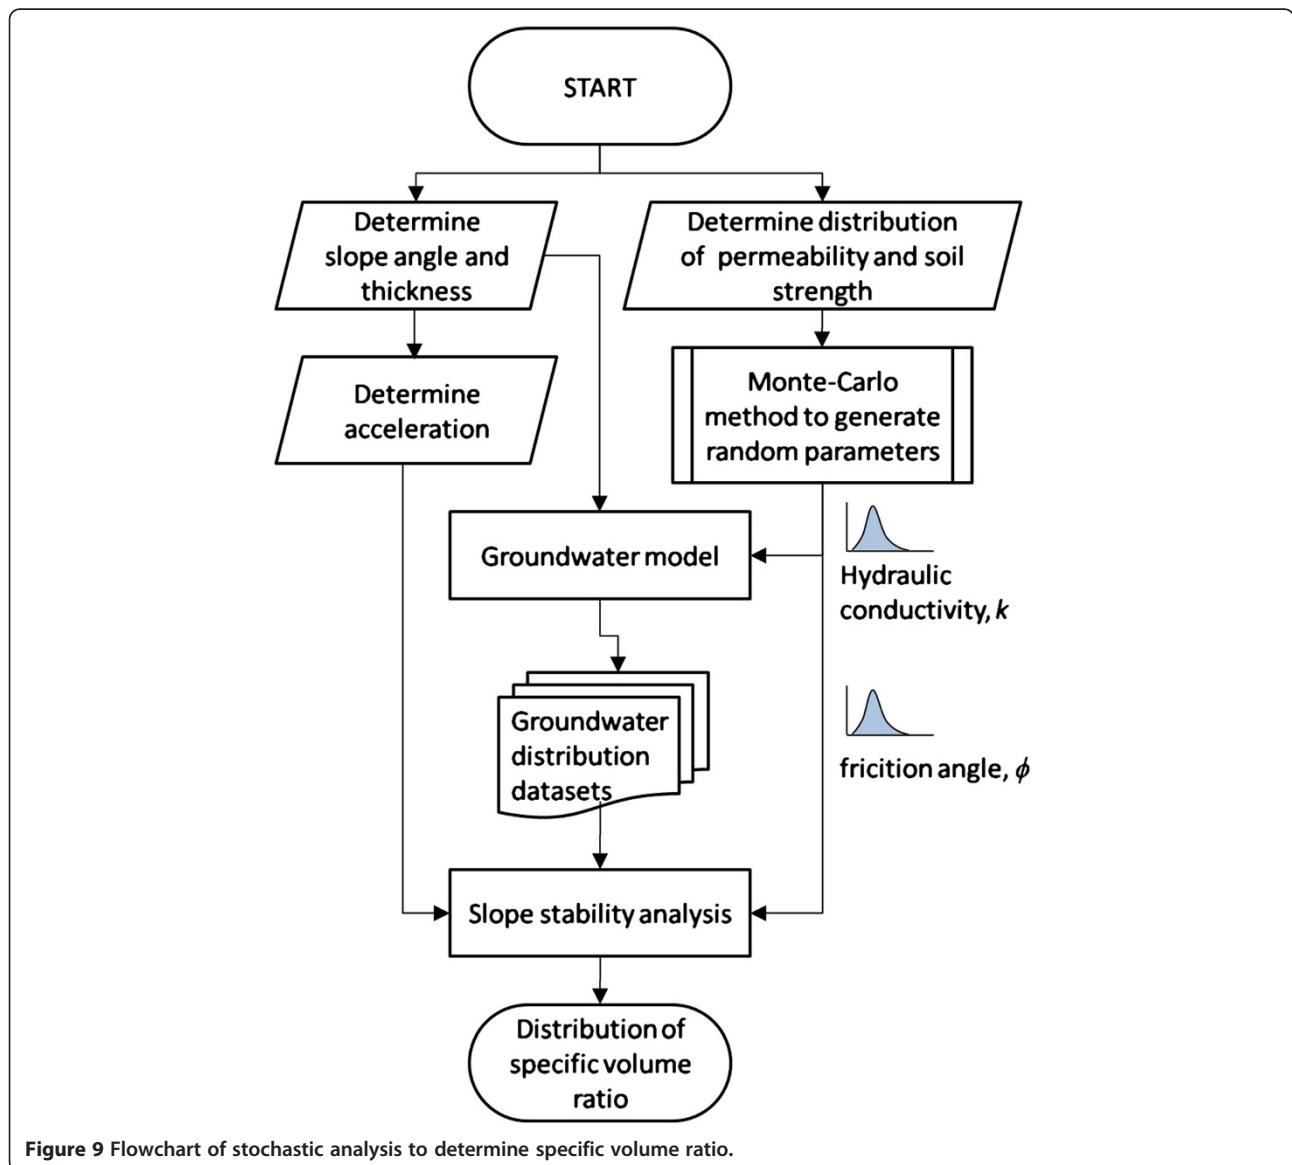 START
Determine
slope angle and
thickness
Determine distribution
of permeability and soil
strength
Determine
acceleration
Monte-Carlo
method to generate
random parameters
Groundwater model
Hydraulic
conductivity, k
Groundwater
distribution
datasets
fricition angle, ϕ
Slope stability analysis
Distribution of
specific volume
ratio
Figure 9 Flowchart of stochastic analysis to determine specific volume ratio.